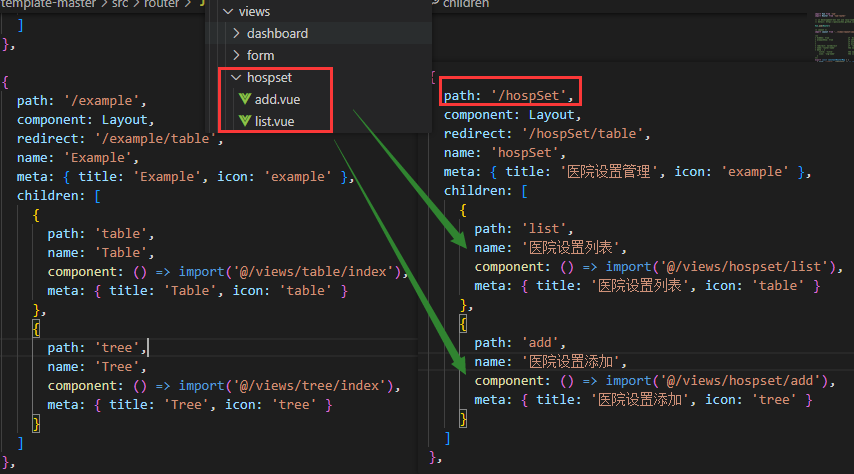 template-master > src > router >
]
},
{
path: '/example',
component: Layout,
redirect: '/example/table',
name: 'Example',
meta: { title: 'Example', icon: 'example' },
children: [
{
path: 'table',
name: 'Table',
component: () => import('@/views/table/index'),
meta: { title: 'Table', icon: 'table' }
},
{
path: 'tree',
name: 'Tree',
component: () => import('@/views/tree/index'),
meta: { title: 'Tree', icon: 'tree' }
}
]
},
views
dashboard
form
hospset
add.vue
list.vue
children
{
path: '/hospSet',
component: Layout,
redirect: '/hospSet/table',
name: 'hospSet',
meta: { title: '医院设置管理', icon: 'example' },
children: [
{
path: 'list',
name: '医院设置列表',
component: () => import('@/views/hospset/list'),
meta: { title: '医院设置列表', icon: 'table' }
},
{
path: 'add',
name: '医院设置添加',
component: () => import('@/views/hospset/add'),
meta: { title: '医院设置添加', icon: 'tree' }
}
]
},